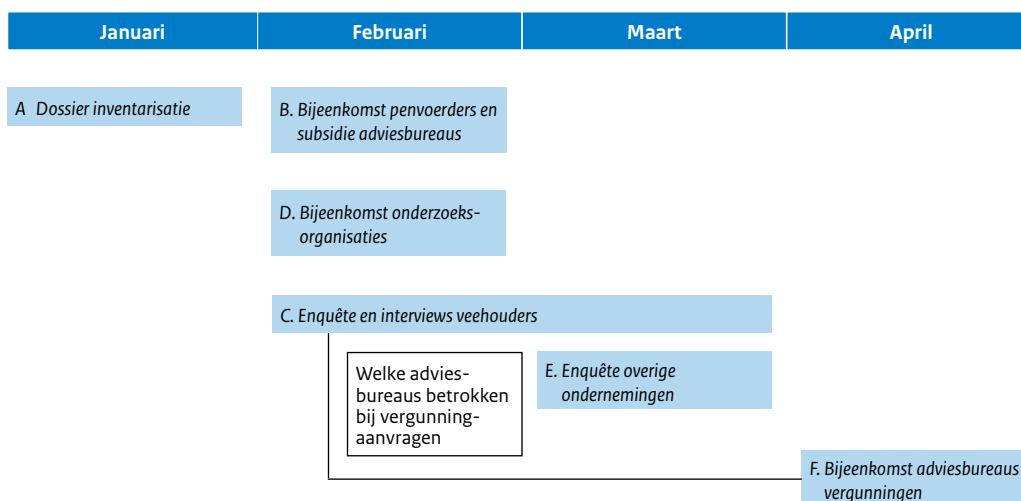 Januari
Februari
Maart
April
A Dossier inventarisatie
B. Bijeenkomst penvoerders en
subsidie adviesbureaus
D. Bijeenkomst onderzoeks-
organisaties
C. Enquête en interviews veehouders
Welke advies-
bureaus betrokken
bij vergunning-
aanvragen
E. Enquête overige
ondernemingen
F. Bijeenkomst adviesbureaus
vergunningen